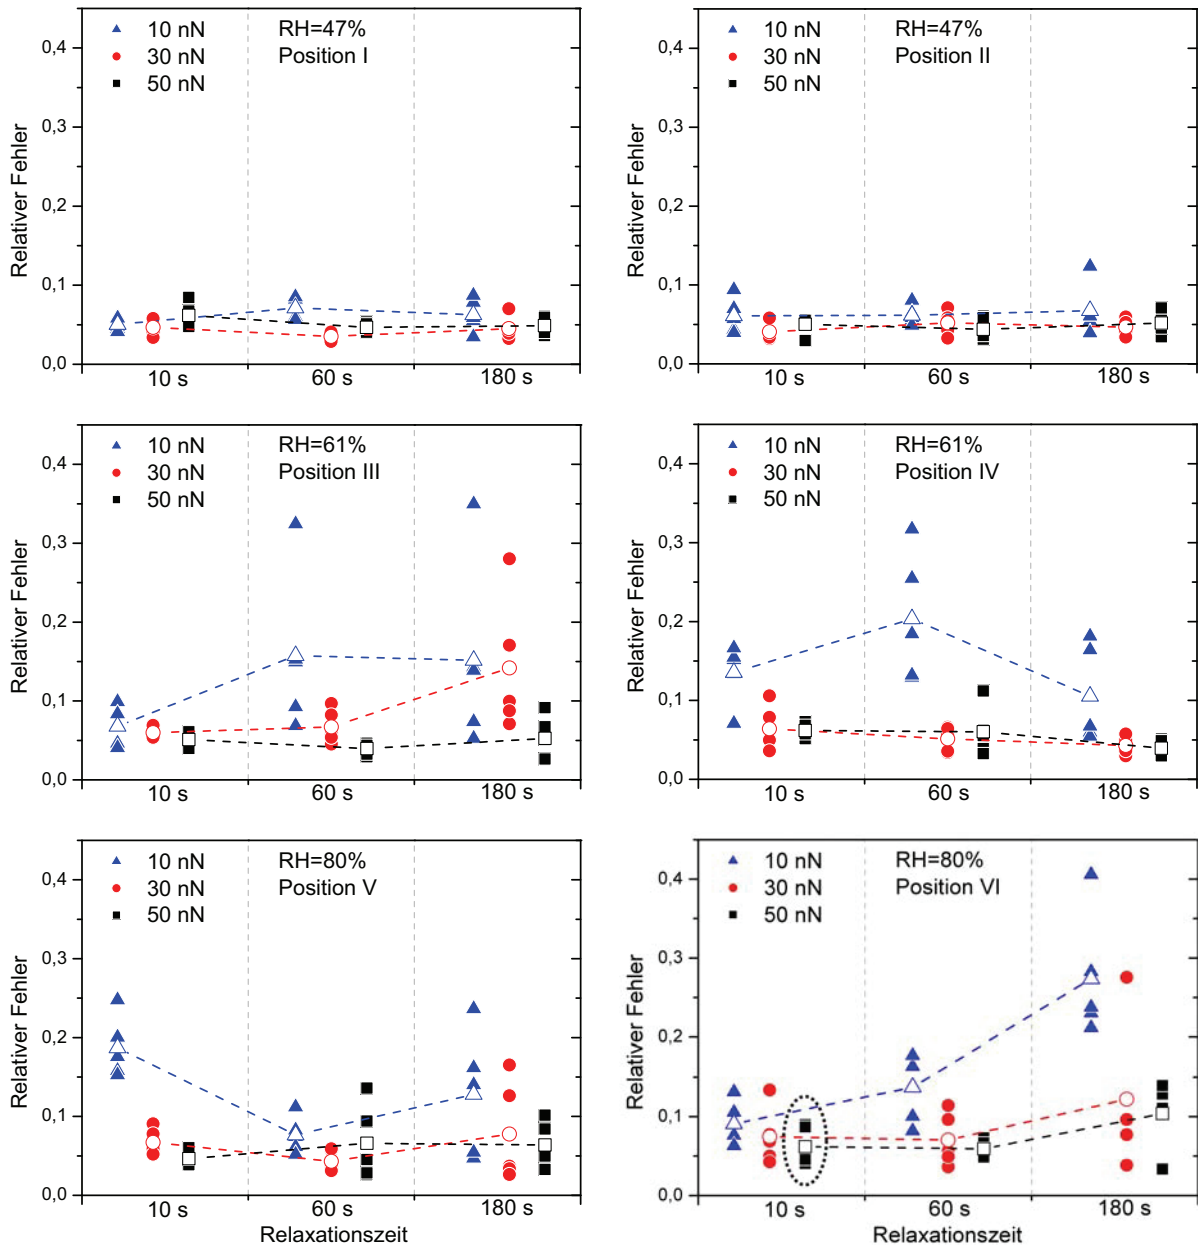 0,4
0,3
0,2
0,1
0,0
Relativer Fehler
10 nN
30 nN
50 nN
RH=47%
Position I
10 s
60 s
180 s
0,4
0,3
0,2
0,1
0,0
Relativer Fehler
10 nN
30 nN
50 nN
RH=47%
Position II
10 s
60 s
180 s
0,4
0,3
0,2
0,1
0,0
Relativer Fehler
10 nN
30 nN
50 nN
RH=61%
Position III
10 s
60 s
180 s
0,4
0,3
0,2
0,1
0,0
Relativer Fehler
10 nN
30 nN
50 nN
RH=61%
Position IV
10 s
60 s
180 s
0,4
0,3
0,2
0,1
0,0
Relativer Fehler
10 nN
30 nN
50 nN
RH=80%
Position V
10 s
60 s
180 s
Relaxationszeit
0,4
0,3
0,2
0,1
0,0
Relativer Fehler
10 nN
30 nN
50 nN
RH=80%
Position VI
10 s
60 s
180 s
Relaxationszeit